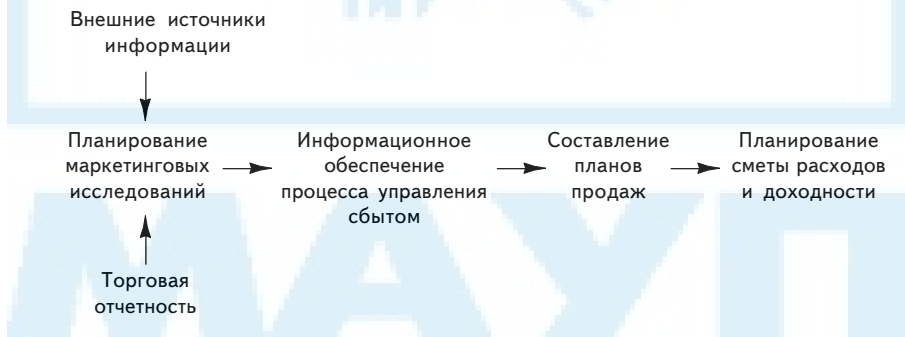 Внешние источники
информации
Планирование
маркетинговых
исследований
Информационное
обеспечение
процесса управления
сбытом
Составление
планов
продаж
Планирование
сметы расходов
и доходности
Торговая
отчетность
МАУП